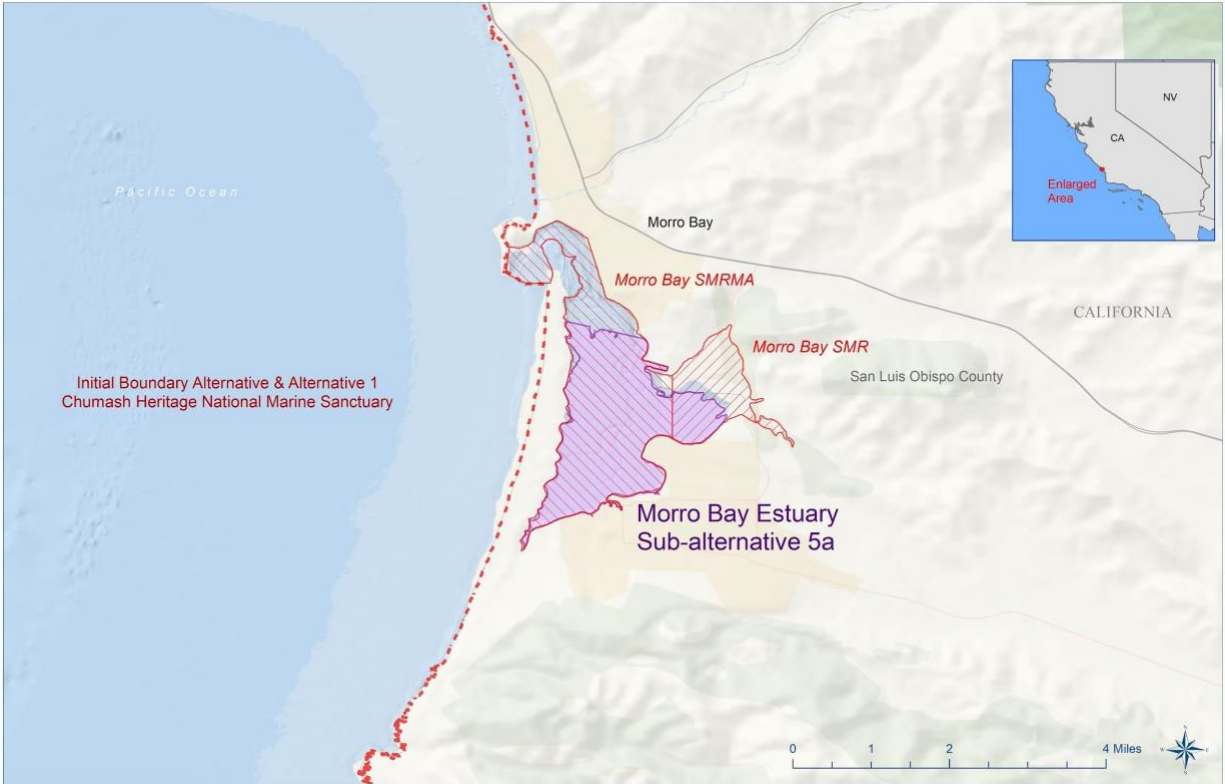 Pacific Ocean
NV
CA
Enlarged
Area
Morro Bay
Morro Bay SMRMA
CALIFORNIA
Morro Bay SMR
San Luis Obispo County
Initial Boundary Alternative & Alternative 1
Chumash Heritage National Marine Sanctuary
Morro Bay Estuary
Sub-alternative 5a
0 1 2 4 Miles
N
W E
S